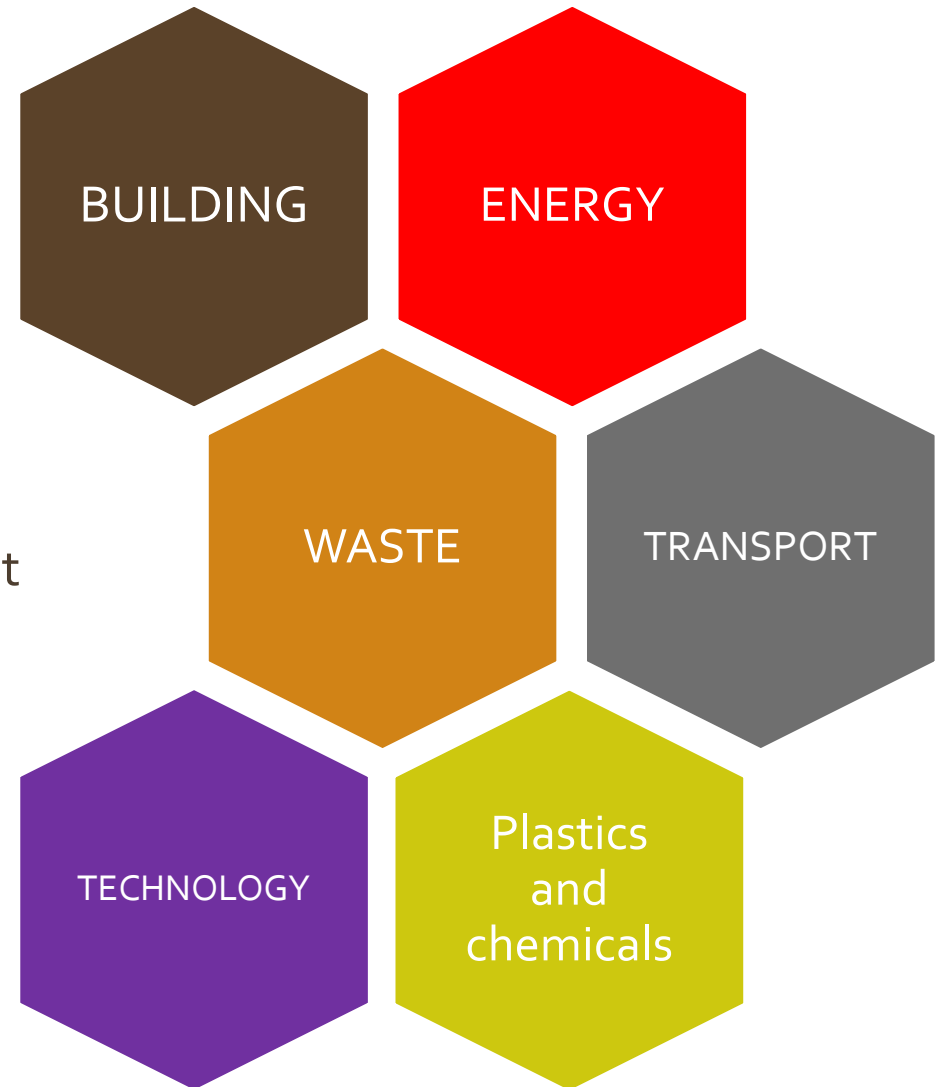 BUILDING
ENERGY
WASTE
TRANSPORT
t
TECHNOLOGY
Plastics
and
chemicals